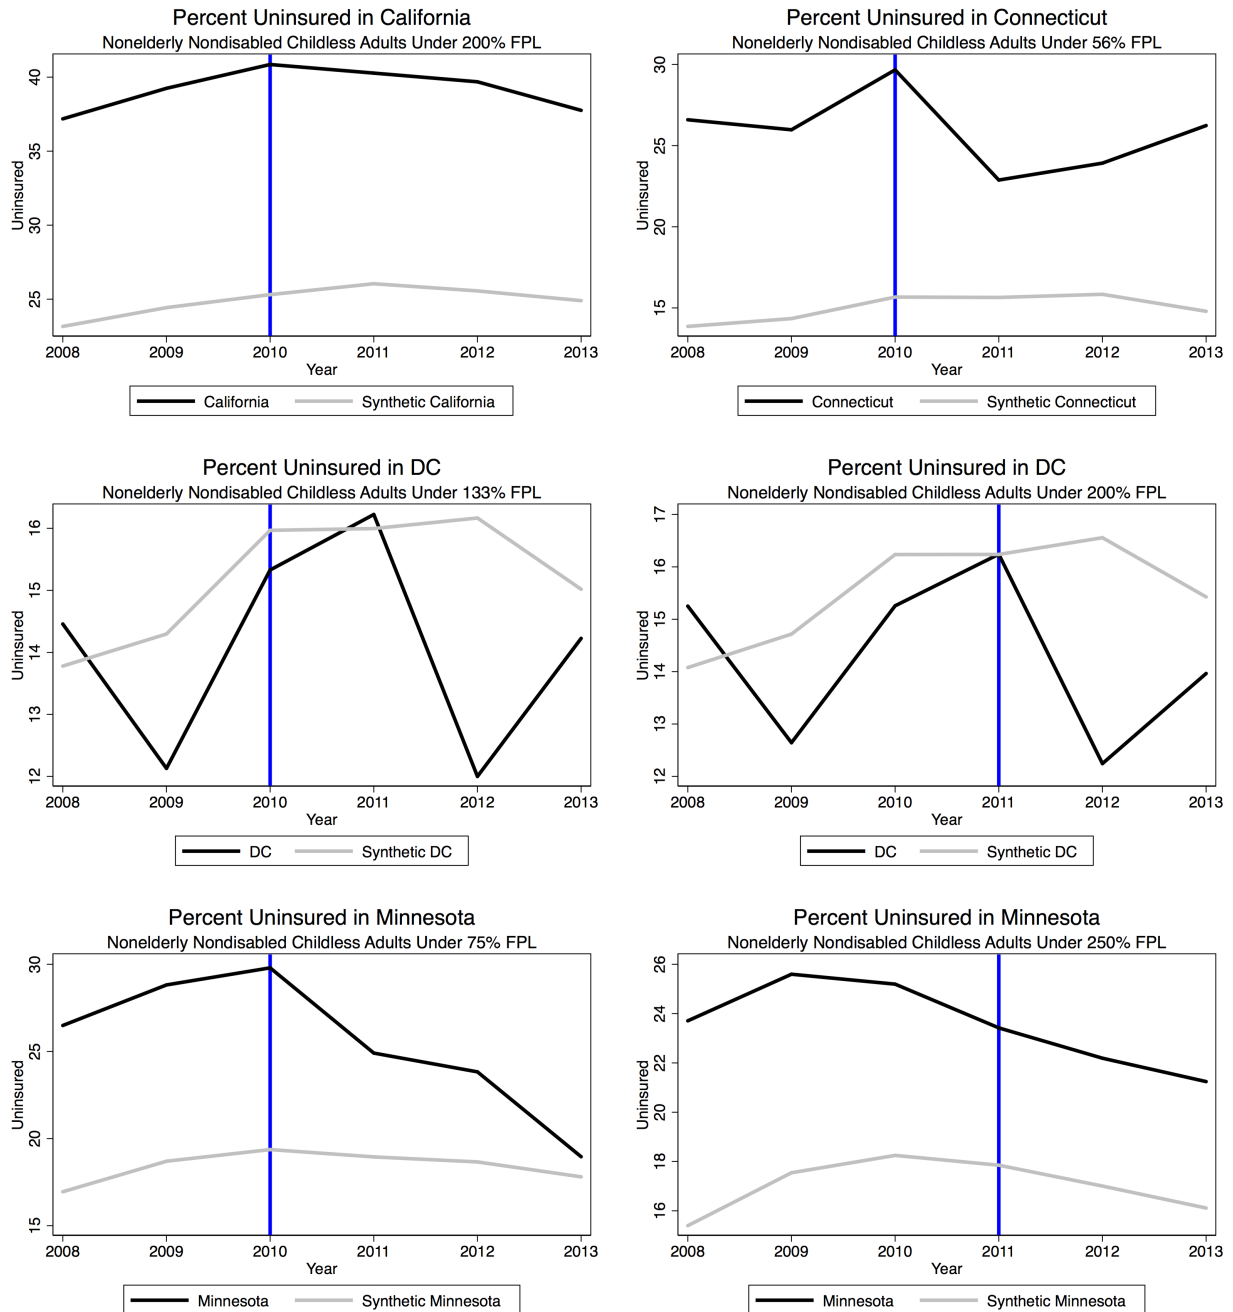 Percent Uninsured in California
Nonelderly Nondisabled Childless Adults Under 200% FPL
Uninsured
40
35
30
25
2008 2009 2010 2011 2012 2013
Year
California Synthetic California
Percent Uninsured in Connecticut
Nonelderly Nondisabled Childless Adults Under 56% FPL
Uninsured
30
25
20
15
2008 2009 2010 2011 2012 2013
Year
Connecticut Synthetic Connecticut
Percent Uninsured in DC
Nonelderly Nondisabled Childless Adults Under 133% FPL
Uninsured
16
15
14
13
12
2008 2009 2010 2011 2012 2013
Year
DC Synthetic DC
Percent Uninsured in DC
Nonelderly Nondisabled Childless Adults Under 200% FPL
Uninsured
17
16
15
14
13
12
2008 2009 2010 2011 2012 2013
Year
DC Synthetic DC
Percent Uninsured in Minnesota
Nonelderly Nondisabled Childless Adults Under 75% FPL
Uninsured
30
25
20
15
2008 2009 2010 2011 2012 2013
Year
Minnesota Synthetic Minnesota
Percent Uninsured in Minnesota
Nonelderly Nondisabled Childless Adults Under 250% FPL
Uninsured
26
24
22
20
18
16
2008 2009 2010 2011 2012 2013
Year
Minnesota Synthetic Minnesota